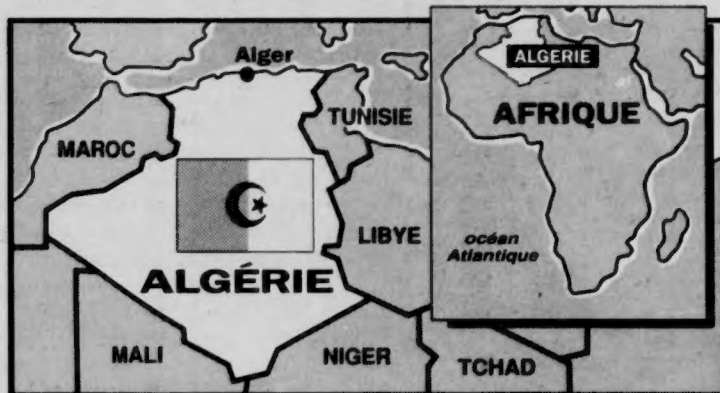 Alger
TUNISIE
MAROC
LIBYE
ALGÉRIE
MALI
NIGER
TCHAD
ALGERIE
AFRIQUE
océan
Atlantique